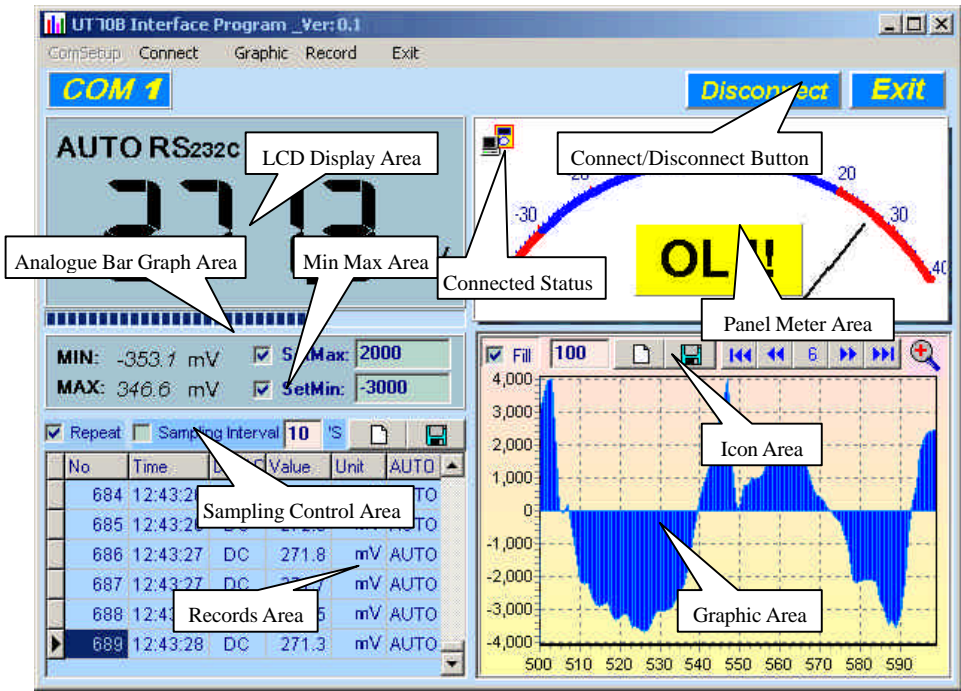 UT70B Interface Program _Ver: 0.1
ComSetup Connect Graphic Record Exit
COM 1
Disconnect Exit
AUTO RS232C
LCD Display Area
Connect/Disconnect Button
-30 20 30 40
Analogue Bar Graph Area
Min Max Area
Connected Status
OL !!
Panel Meter Area
MIN: -353.1 mV SetMax: 2000
MAX: 346.6 mV SetMin: -3000
Fill 100 6
Icon Area
Repeat Sampling Interval 10 'S
No Time Value Unit AUTO
684 12:43:26
Sampling Control Area
685 12:43:26 DC mV AUTO
686 12:43:27 DC 271.8 mV AUTO
687 12:43:27 DC mV AUTO
688 mV AUTO
Records Area
689 12:43:28 DC 271.3 mV AUTO
4,000
3,000
2,000
1,000
0
-1,000
-2,000
-3,000
-4,000
Graphic Area
500 510 520 530 540 550 560 570 580 590